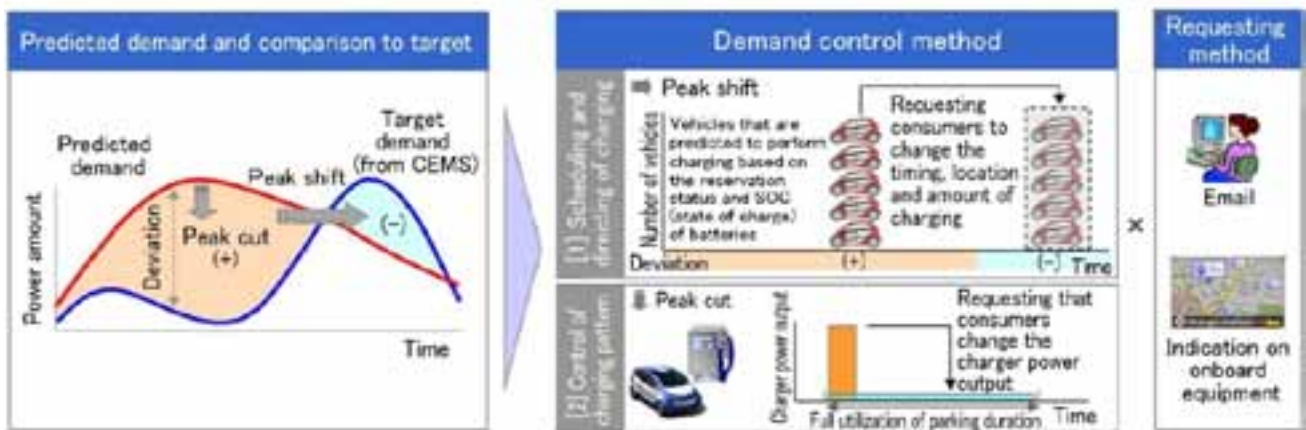 Predicted demand and comparison to target
Predicted
demand
Target
demand
(from CEMS)
Peak shift
Deviation
Peak cut
(+)
(-)
Power amount
Time
Demand control method
[1] Scheduling and
of charging
Peak shift
Number of vehicles
Vehicles that are
predicted to perform
charging based on
the reservation
status and SOC
(state of charge)
of batteries
Requesting
consumers to
change the
timing, location
and amount of
charging
Deviation
(+)
(-)
Time
[2] Control of
charging pattern
Peak cut
Charger power output
Requesting that
consumers
change the
charger power
output
Full utilization of parking duration
Time
×
Requesting
method
Email
Indication on
onboard
equipment